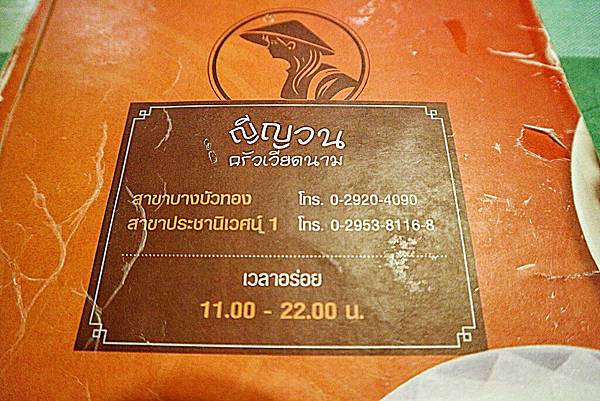 ญวน
ครัวเวียดนาม
สาขาบางบัวทอง โทร. 0-2920-4090
สาขาประชานิเวศน์ 1 โทร. 0-2953-8116-8
เวลาอร่อย
11.00 - 22.00 น.